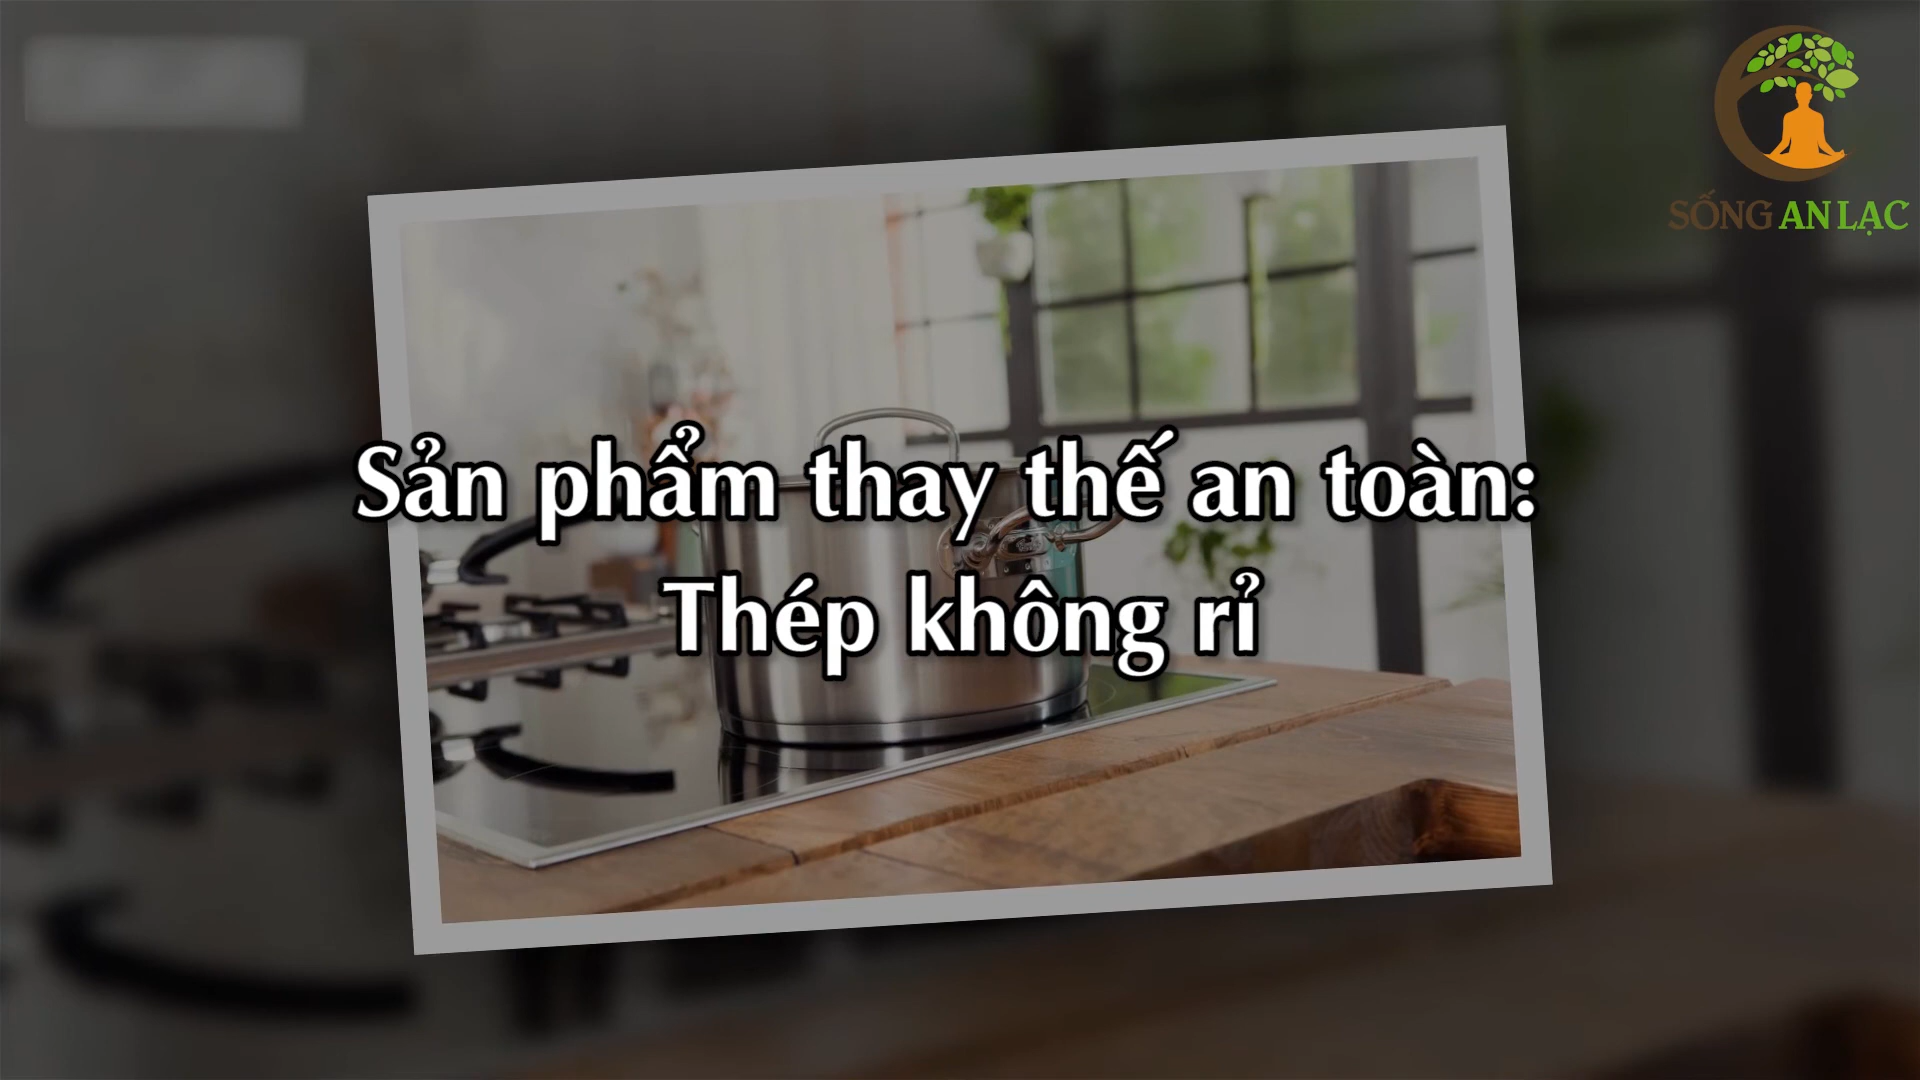 SỐNG AN LẠC
Sản phẩm thay thế an toàn:
Thép không rỉ